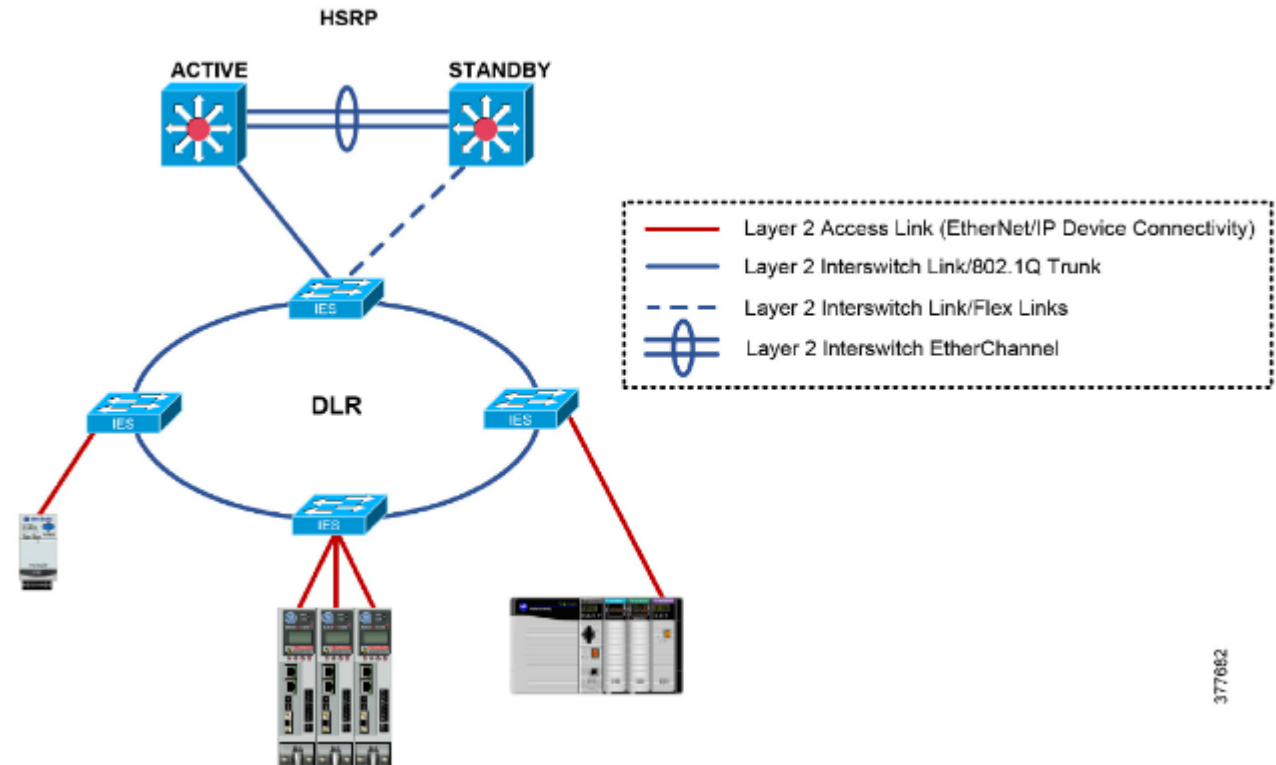 HSRP
ACTIVE
STANDBY
Layer 2 Access Link (EtherNet/IP Device Connectivity)
Layer 2 Interswitch Link/802.1Q Trunk
Layer 2 Interswitch Link/Flex Links
Layer 2 Interswitch EtherChannel
IES
DLR
IES
IES
IES
377682